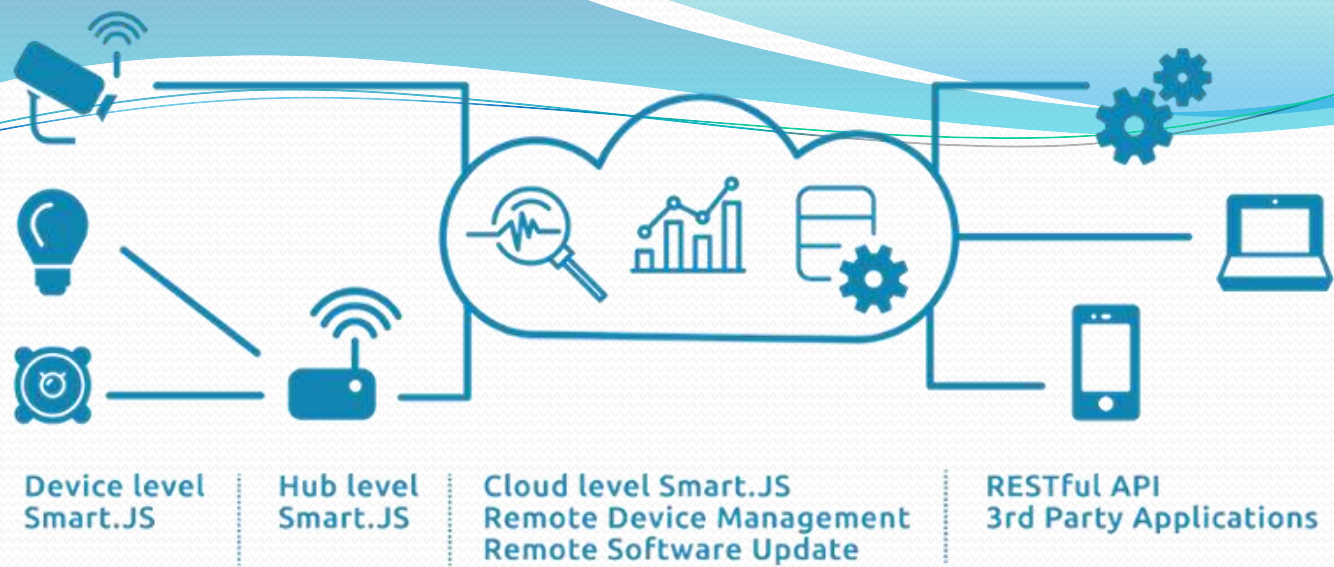 Device level
Smart.JS
Hub level
Smart.JS
Cloud level Smart.JS
Remote Device Management
Remote Software Update
RESTful API
3rd Party Applications